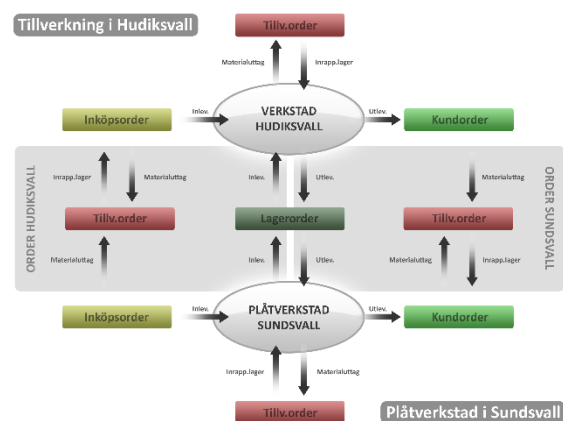 Tillverkning i Hudiksvall
Tillv.order
Materialuttag
Inrapp.lager
Inköpsorder
Inlev.
VERKSTAD
HUDIKSVALL
Utlev.
Kundorder
ORDER HUDIKSVALL
Inrapp.lager
Materialuttag
Inlev.
Utlev.
Materialuttag
ORDER SUNDSVALL
Tillv.order
Lagerorder
Tillv.order
Materialuttag
Inlev.
Utlev.
Materialuttag
Inrapp.lager
Inköpsorder
Inlev.
PLÅTVERKSTAD
SUNDSVALL
Utlev.
Kundorder
Inrapp.lager
Materialuttag
Tillv.order
Plåtverkstad i Sundsvall